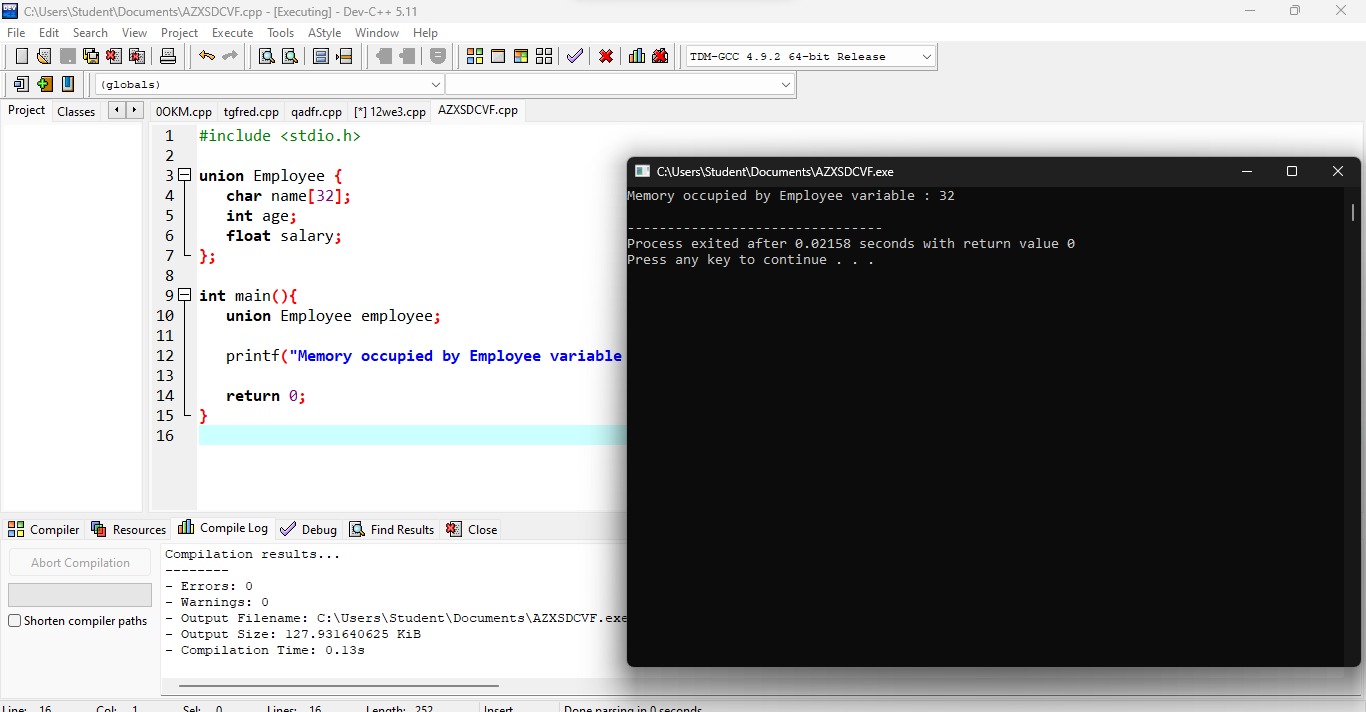 C:\Users\Student\Documents\AZXSDCVF.cpp - [Executing] - Dev-C++ 5.11
File Edit Search View Project Execute Tools AStyle Window Help
TDM-GCC 4.9.2 64-bit Release
(globals)
Project Classes 0OKM.cpp tgfred.cpp qadfr.cpp [*] 12we3.cpp AZXSDCVF.cpp
1 #include <stdio.h>
2
3 union Employee {
4 char name[32];
5 int age;
6 float salary;
7 };
8
9 int main(){
10 union Employee employee;
11
12 printf("Memory occupied by Employee variable
13
14 return 0;
15 }
16
C:\Users\Student\Documents\AZXSDCVF.exe
Memory occupied by Employee variable : 32
--------------------------------
Process exited after 0.02158 seconds with return value 0
Press any key to continue . . .
Compiler Resources Compile Log Debug Find Results Close
Abort Compilation
Shorten compiler paths
Compilation results...
--------
- Errors: 0
- Warnings: 0
- Output Filename: C:\Users\Student\Documents\AZXSDCVF.exe
- Output Size: 127.931640625 KiB
- Compilation Time: 0.13s
Line: 16 Col: 1 Sel: 0 Lines: 16 Length: 252 Insert Done parsing in 0 seconds